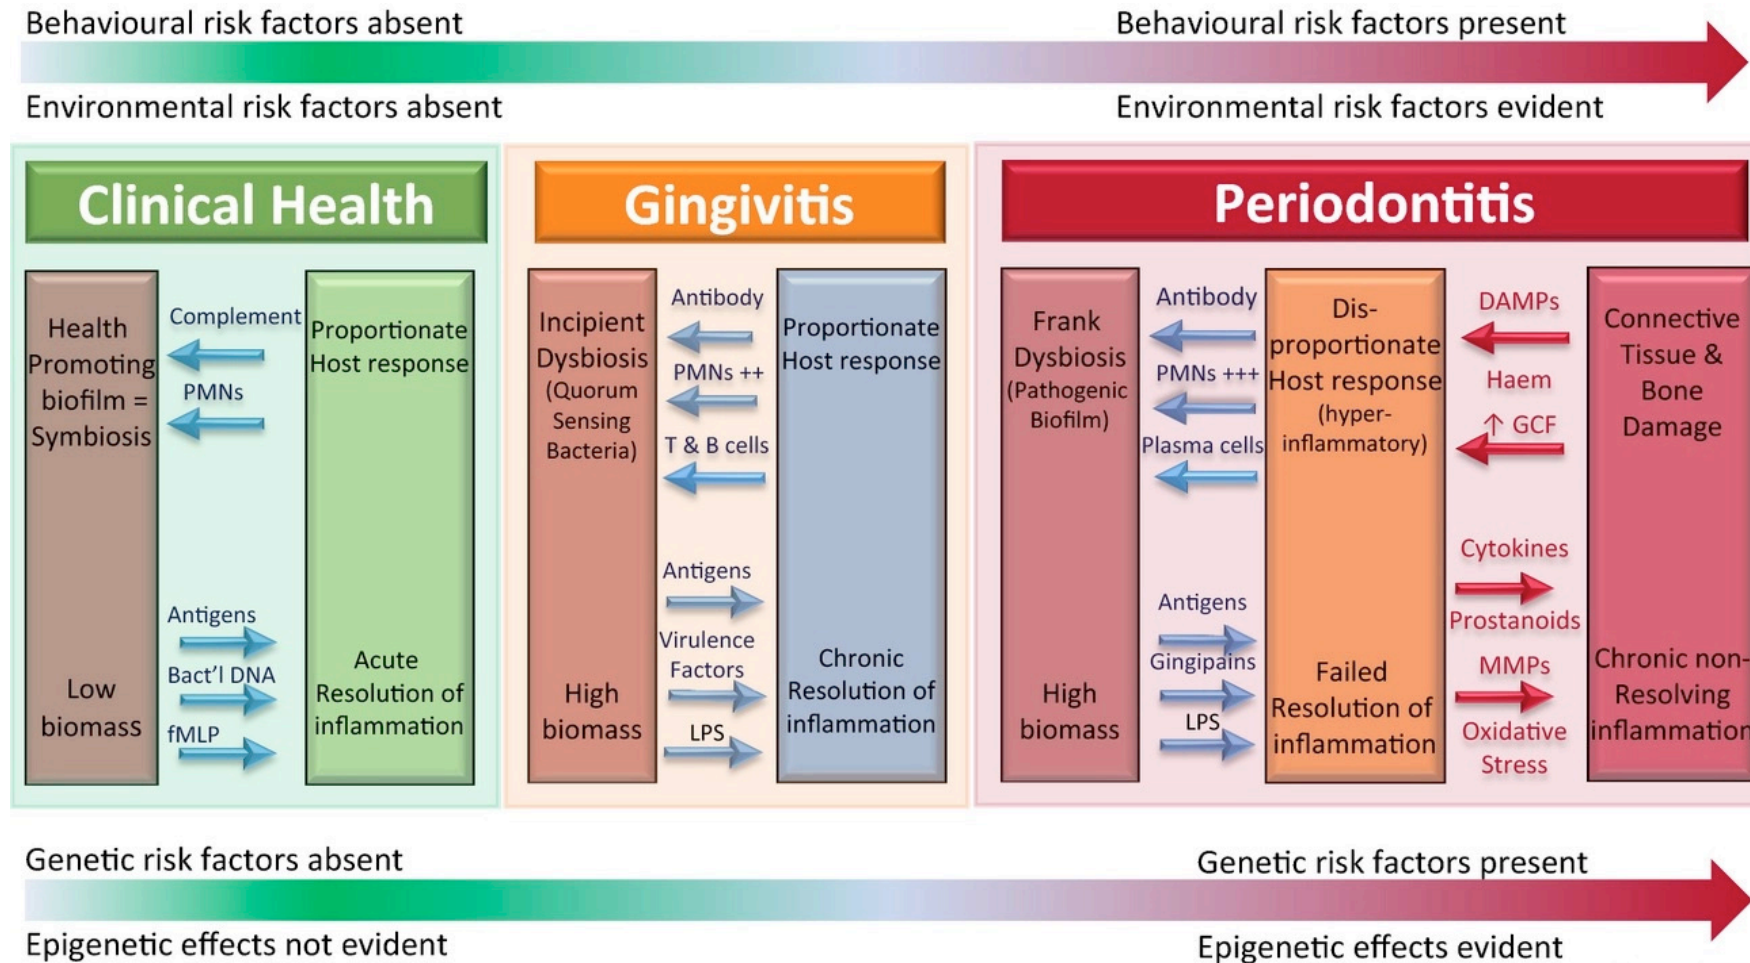 Behavioural risk factors absent
Behavioural risk factors present
Environmental risk factors absent
Environmental risk factors evident
Clinical Health
Health
Promoting
biofilm =
Symbiosis
Low
biomass
Complement
PMNs
Antigens
Bact'l DNA
fMLP
Proportionate
Host response
Acute
Resolution of
inflammation
Gingivitis
Incipient
Dysbiosis
(Quorum
Sensing
Bacteria)
High
biomass
Antibody
PMNs ++
T & B cells
Antigens
Virulence
Factors
LPS
Proportionate
Host response
Chronic
Resolution of
inflammation
Periodontitis
Frank
Dysbiosis
(Pathogenic
Biofilm)
High
biomass
Antibody
PMNs +++
Plasma cells
Antigens
Gingipains
LPS
Dis-
proportionate
Host response
(hyper-
inflammatory)
Failed
Resolution of
inflammation
DAMPs
Haem
↑ GCF
Cytokines
Prostanoids
MMPs
Oxidative
Stress
Connective
Tissue &
Bone
Damage
Chronic non-
Resolving
inflammation
Genetic risk factors absent
Genetic risk factors present
Epigenetic effects not evident
Epigenetic effects evident